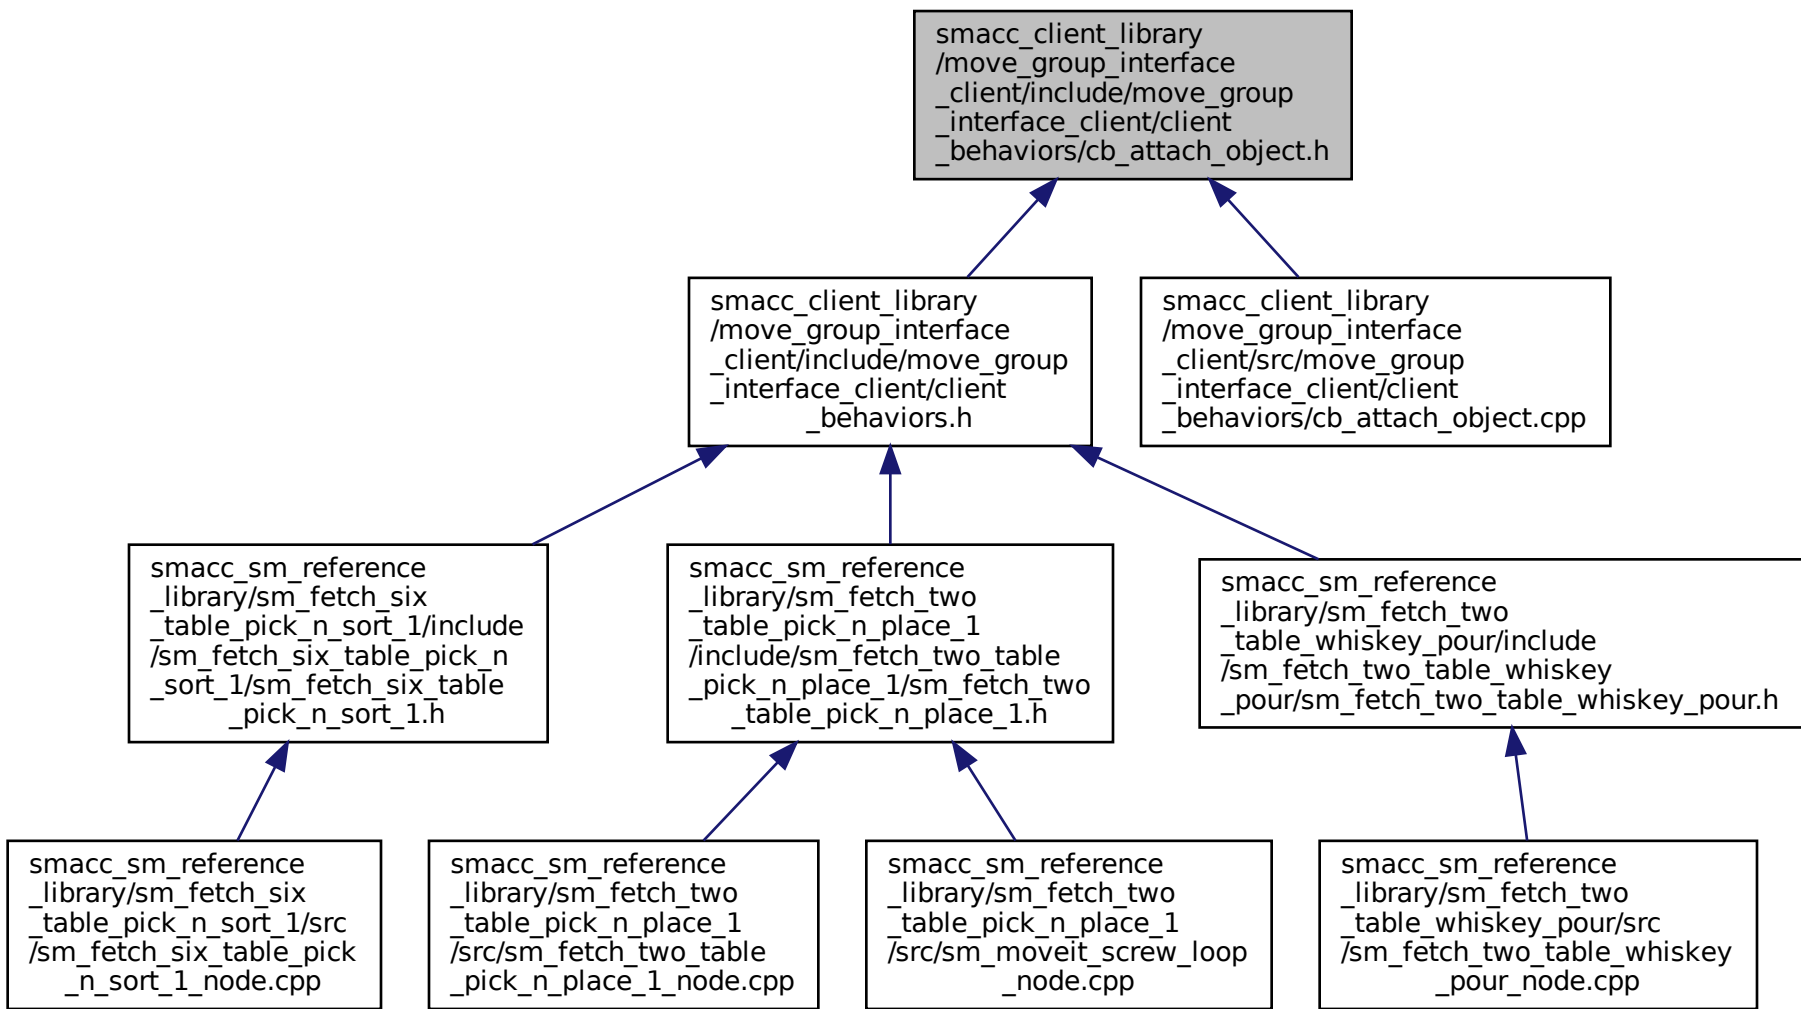 smacc_client_library
/move_group_interface
_client/include/move_group
_interface_client/client
_behaviors/cb_attach_object.h
smacc_client_library
/move_group_interface
_client/include/move_group
_interface_client/client
_behaviors.h
smacc_client_library
/move_group_interface
_client/src/move_group
_interface_client/client
_behaviors/cb_attach_object.cpp
smacc_sm_reference
_library/sm_fetch_six
_table_pick_n_sort_1/include
/sm_fetch_six_table_pick_n
_sort_1/sm_fetch_six_table
_pick_n_sort_1.h
smacc_sm_reference
_library/sm_fetch_two
_table_pick_n_place_1
/include/sm_fetch_two_table
_pick_n_place_1/sm_fetch_two
_table_pick_n_place_1.h
smacc_sm_reference
_library/sm_fetch_two
_table_whiskey_pour/include
/sm_fetch_two_table_whiskey
_pour/sm_fetch_two_table_whiskey_pour.h
smacc_sm_reference
_library/sm_fetch_six
_table_pick_n_sort_1/src
/sm_fetch_six_table_pick
_n_sort_1_node.cpp
smacc_sm_reference
_library/sm_fetch_two
_table_pick_n_place_1
/src/sm_fetch_two_table
_pick_n_place_1_node.cpp
smacc_sm_reference
_library/sm_fetch_two
_table_pick_n_place_1
/src/sm_moveit_screw_loop
_node.cpp
smacc_sm_reference
_library/sm_fetch_two
_table_whiskey_pour/src
/sm_fetch_two_table_whiskey
_pour_node.cpp